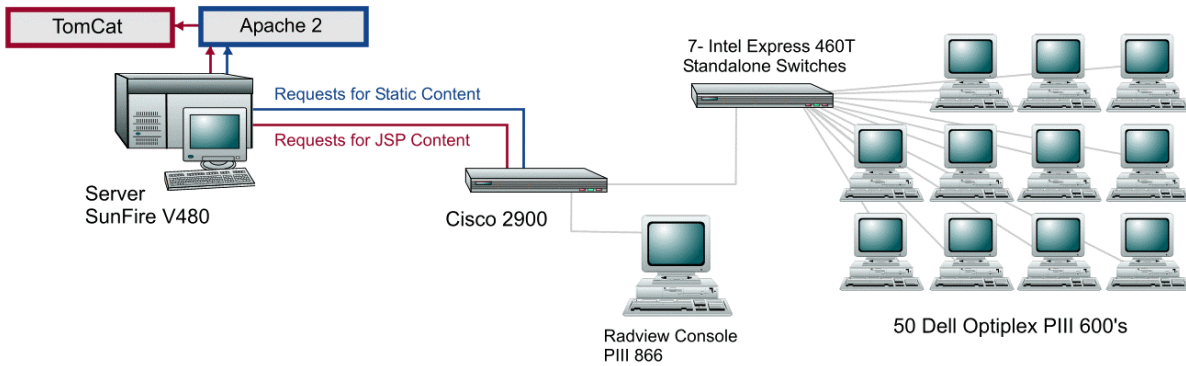 TomCat
Apache 2
Requests for Static Content
Requests for JSP Content
Server
SunFire V480
Cisco 2900
7- Intel Express 460T
Standalone Switches
Radview Console
PIII 866
50 Dell Optiplex PIII 600's